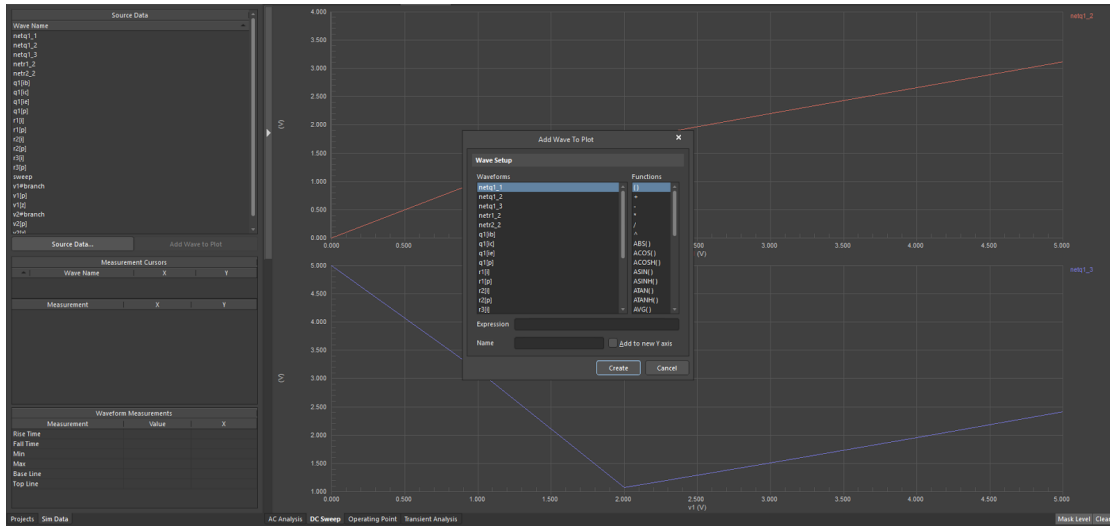 Source Data
Wave Name
netq1_1
netq1_2
netq1_3
netr1_2
netr2_2
q1[ib]
q1[ic]
q1[ie]
q1[p]
r1[i]
r1[p]
r2[i]
r2[p]
r3[i]
r3[p]
sweep
v1#branch
v1[p]
v1[z]
v2#branch
v2[p]
Source Data... Add Wave to Plot
Measurement Cursors
Wave Name X Y
Measurement X Y
Waveform Measurements
Measurement Value X
Rise Time
Fall Time
Min
Max
Base Line
Top Line
Projects Sim Data
4.000
3.500
3.000
2.500
2.000
1.500
1.000
0.500
0.000
(V)
netq1_2
0.000 0.500 500 3.000 3.500 4.000 4.500 5.000
(V)
Add Wave To Plot
Wave Setup
Waveforms Functions
netq1_1 ( )
netq1_2 +
netq1_3 -
netr1_2 *
netr2_2 /
q1[ib] ^
q1[ic] ABS( )
q1[ie] ACOS( )
q1[p] ACOSH( )
r1[i] ASIN( )
r1[p] ASINH( )
r2[i] ATAN( )
r2[p] ATANH( )
r3[i] AVG( )
Expression
Name Add to new Y axis
Create Cancel
5.000
4.500
4.000
3.500
3.000
2.500
2.000
1.500
1.000
(V)
netq1_3
0.000 0.500 1.000 1.500 2.000 2.500 3.000 3.500 4.000 4.500 5.000
v1 (V)
AC Analysis DC Sweep Operating Point Transient Analysis
Mask Level Clear